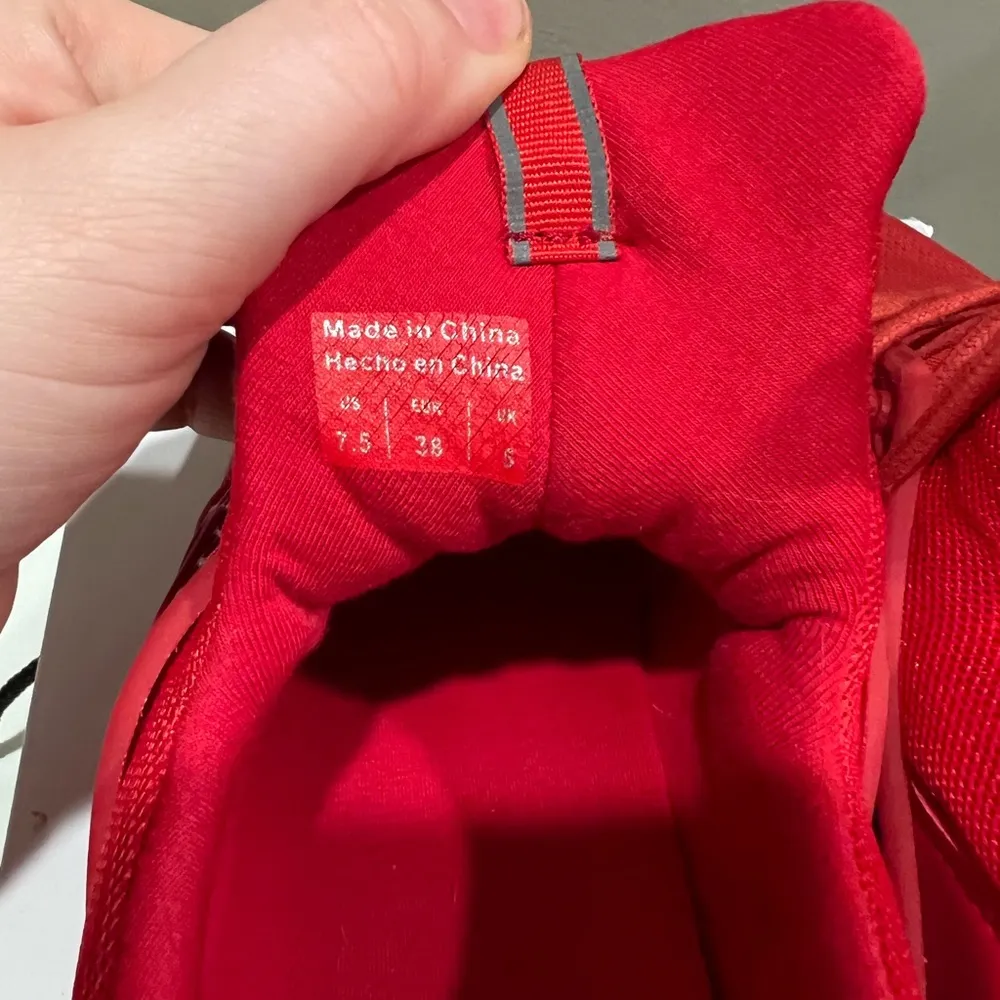 Made in China
Hecho en China
US EUR UK
7.5 38 5